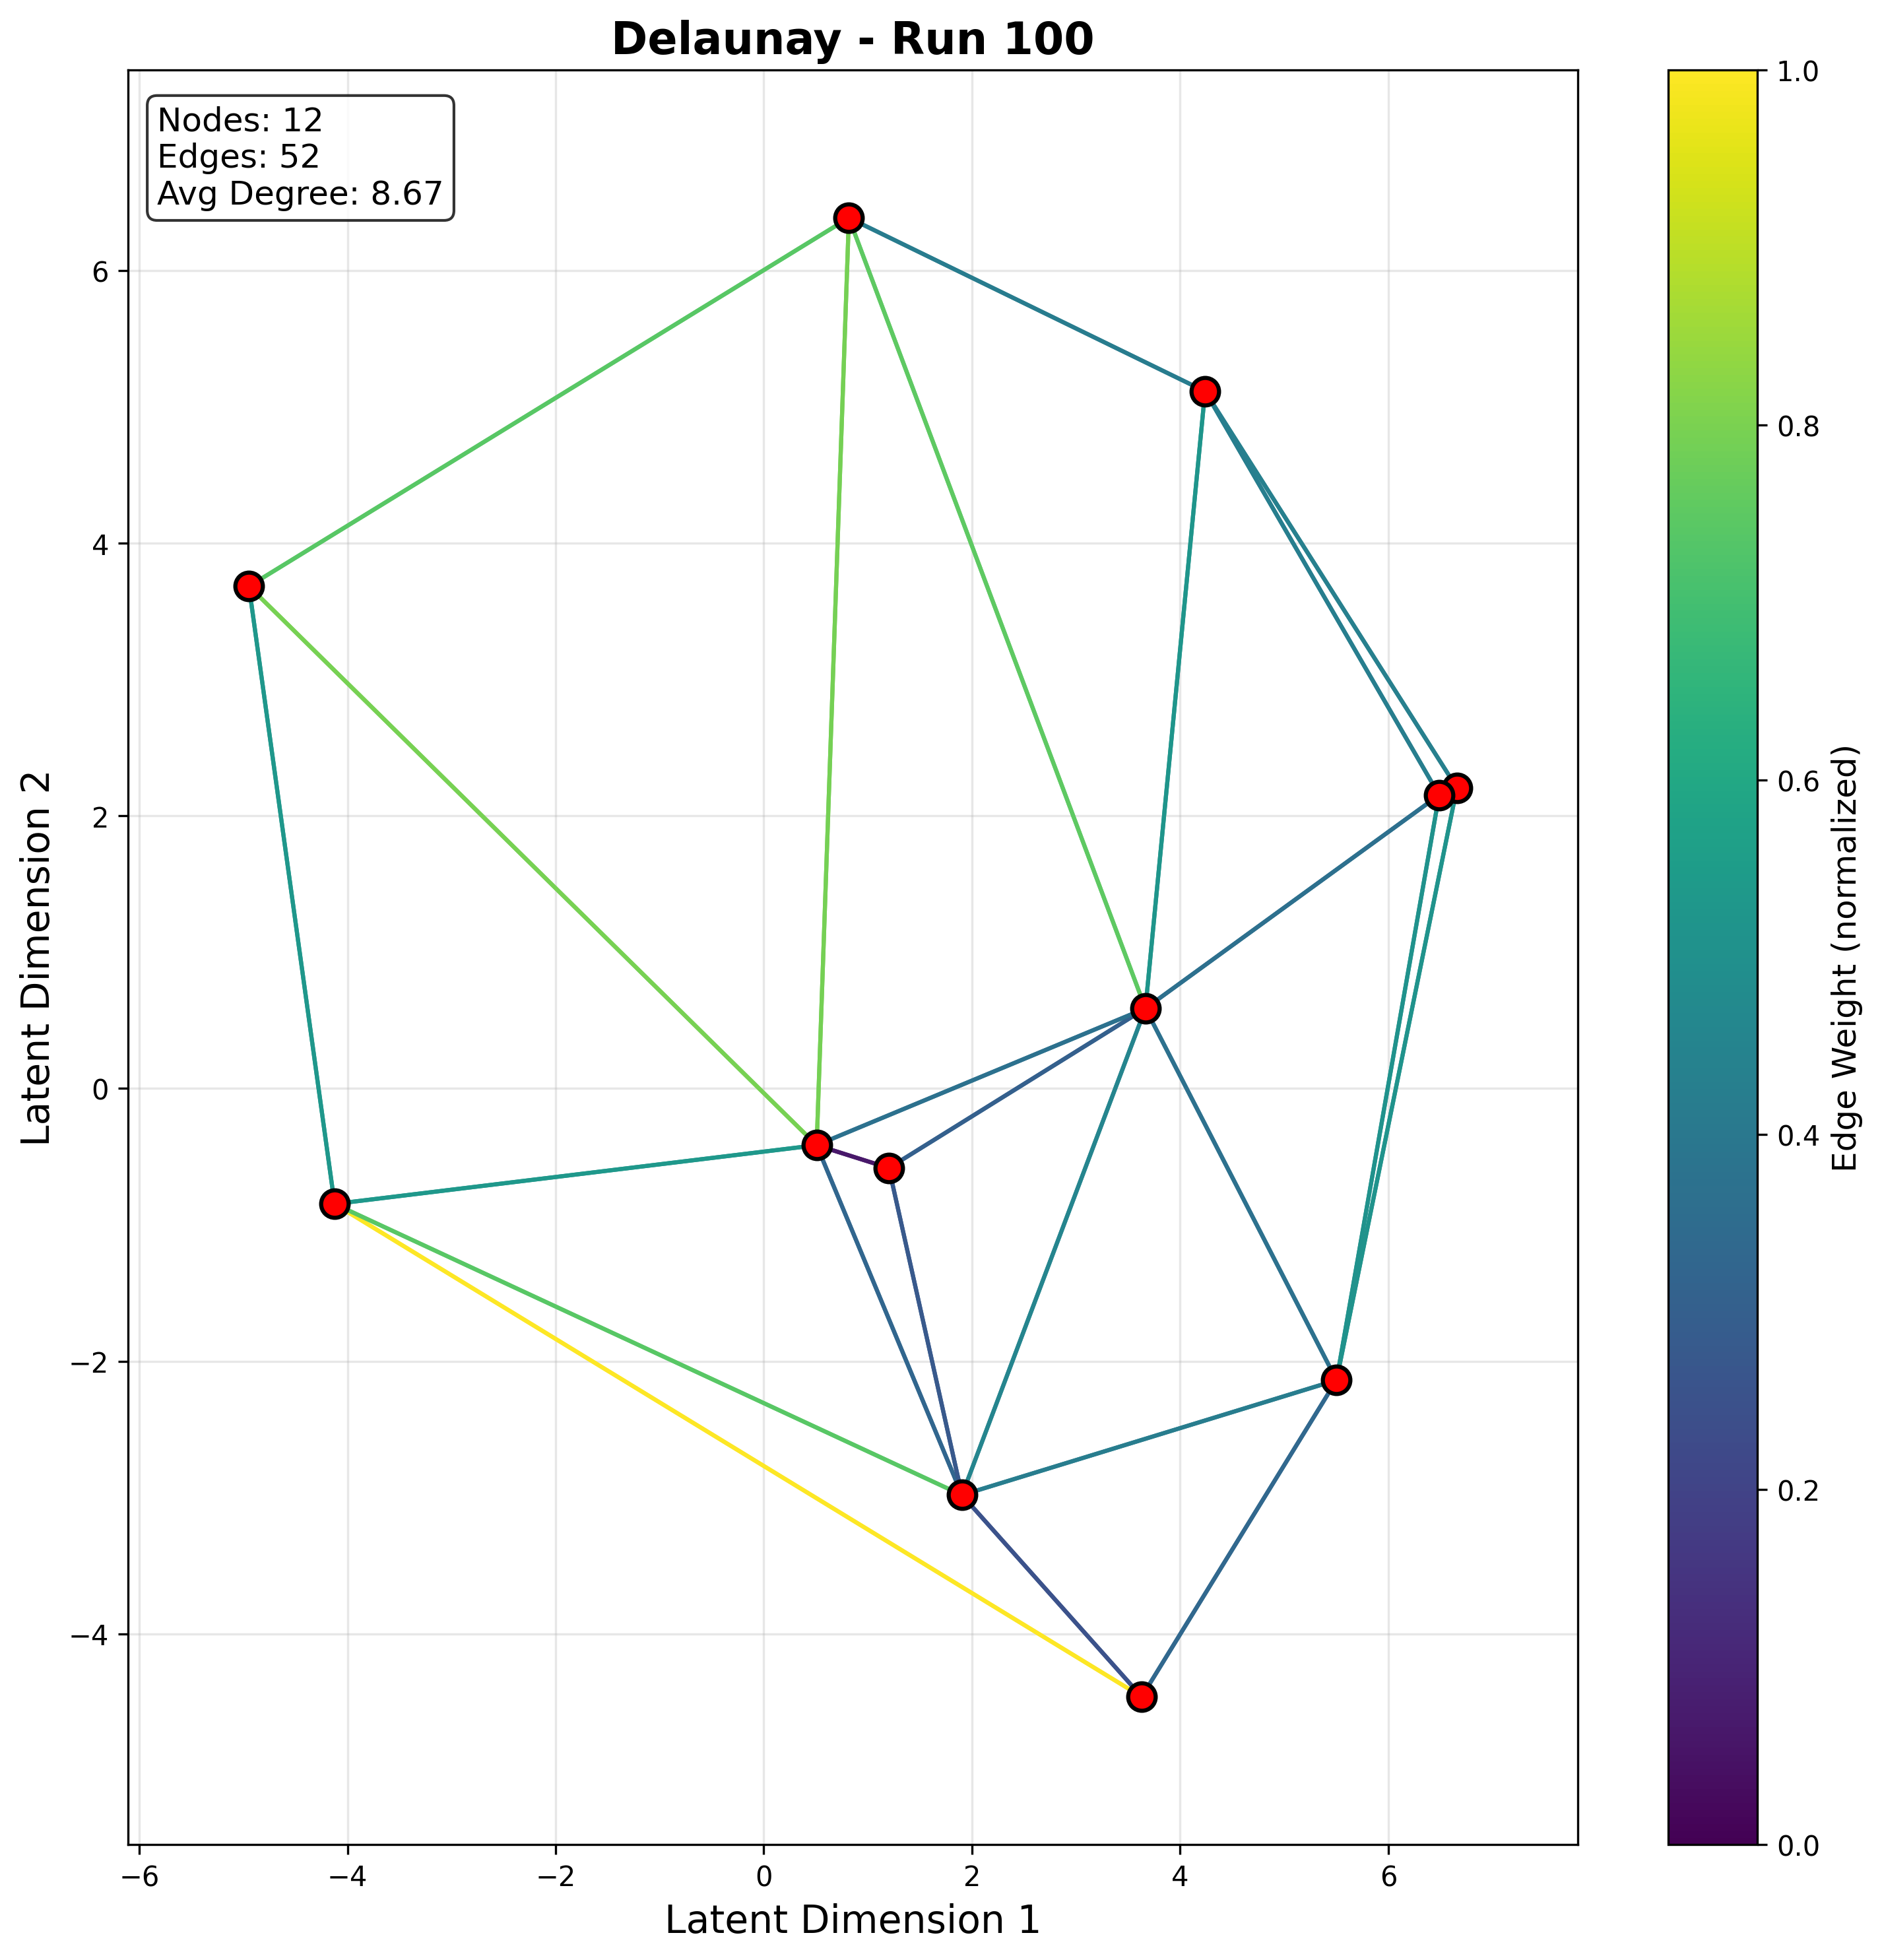 Delaunay - Run 100
Nodes: 12
Edges: 52
Avg Degree: 8.67
6
4
2
0
−2
−4
Latent Dimension 2
−6
−4
−2
0
2
4
6
Latent Dimension 1
1.0
0.8
0.6
0.4
0.2
0.0
Edge Weight (normalized)